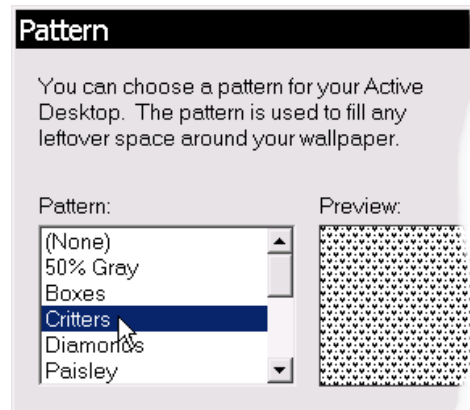 Pattern
You can choose a pattern for your Active
Desktop. The pattern is used to fill any
leftover space around your wallpaper.
Pattern:
Preview:
(None)
50% Gray
Boxes
Critters
Diamonds
Paisley